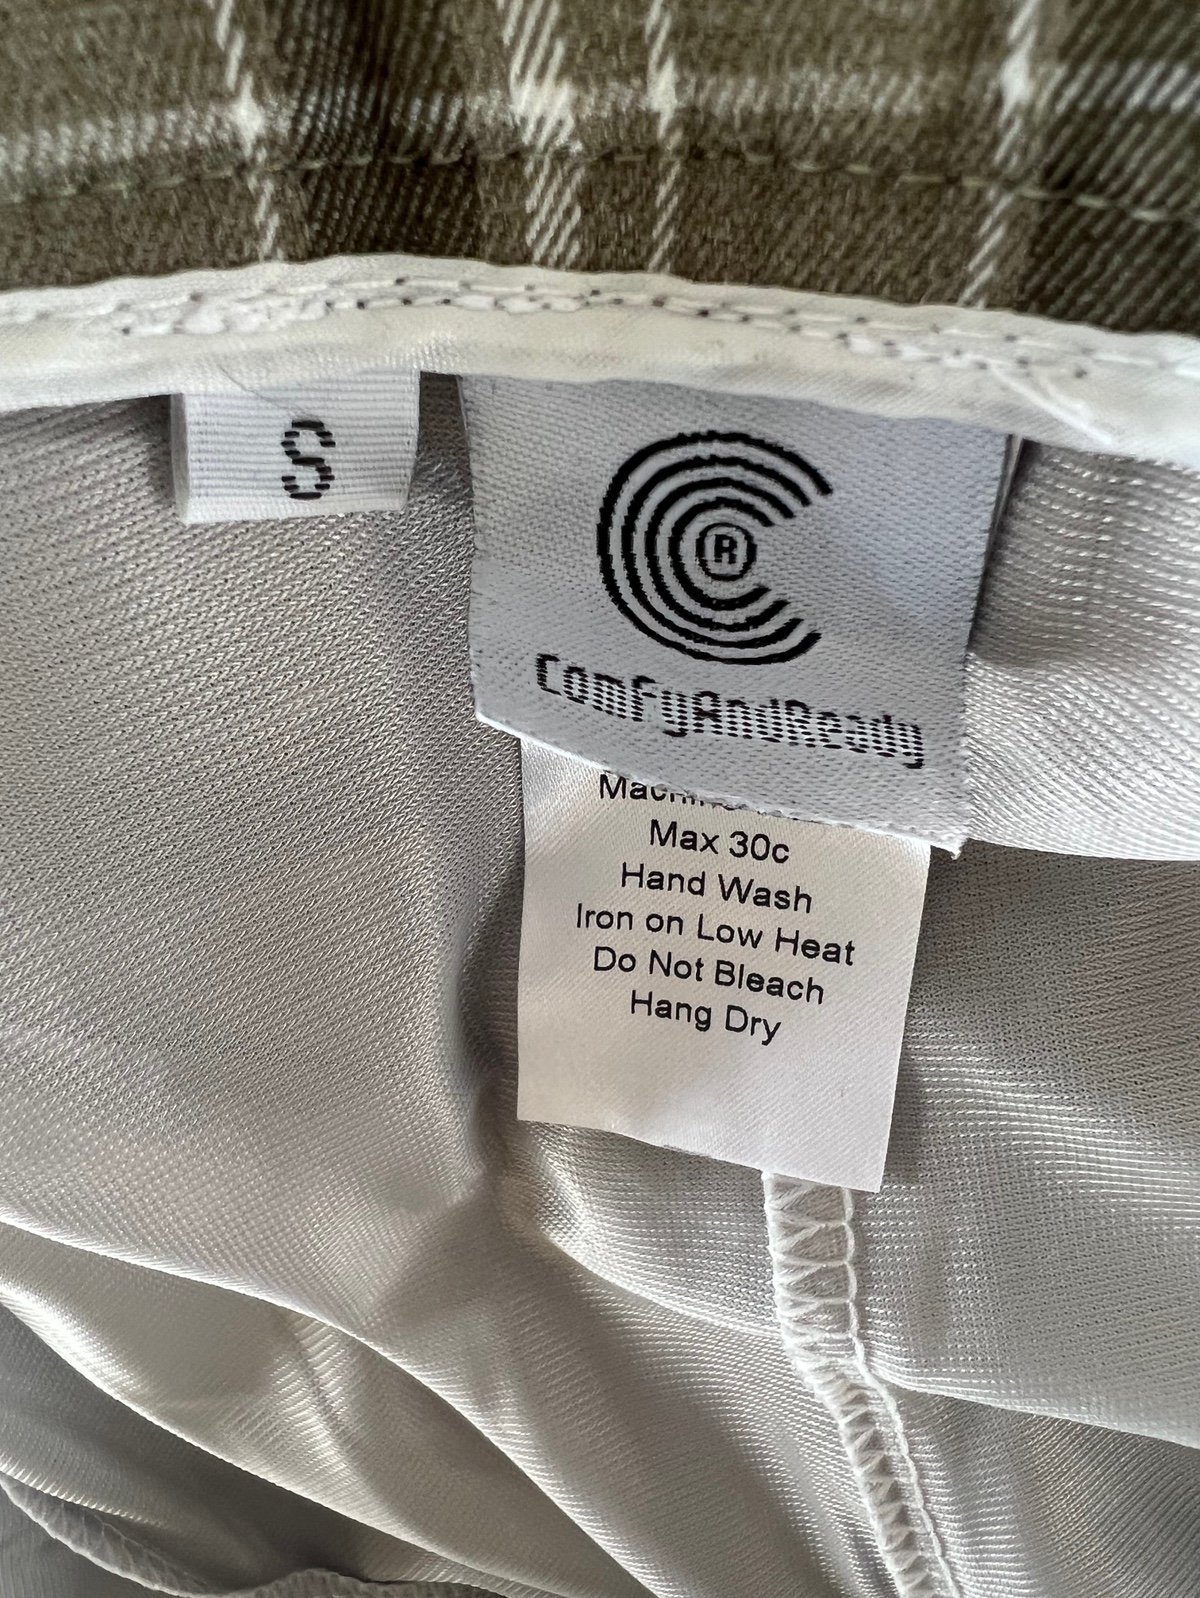 S
®
ComfyAndReady
Max 30c
Hand Wash
Iron on Low Heat
Do Not Bleach
Hang Dry